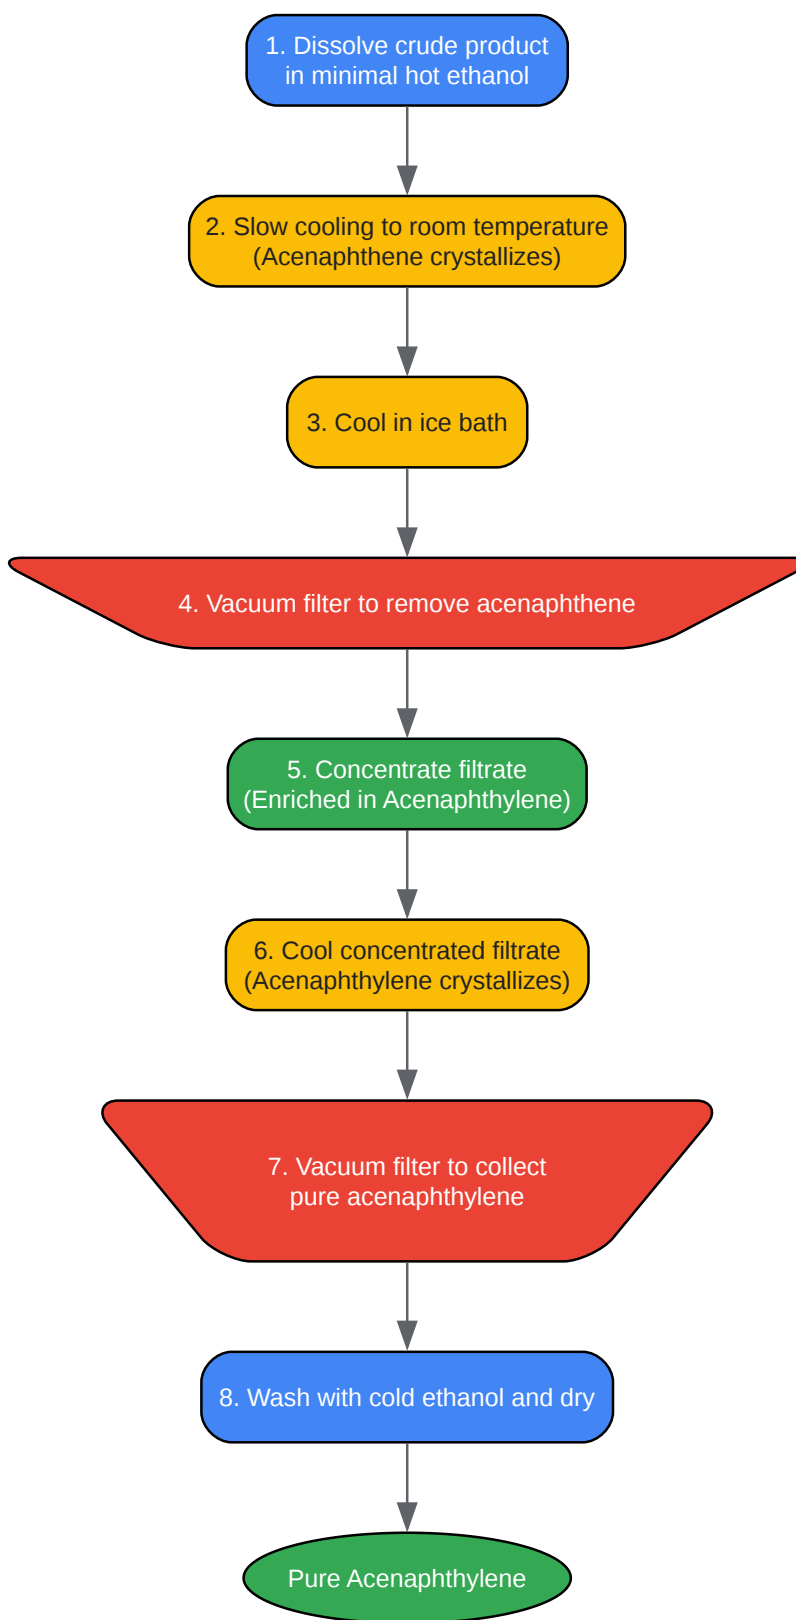 1. Dissolve crude product
in minimal hot ethanol
2. Slow cooling to room temperature
(Acenaphthene crystallizes)
3. Cool in ice bath
4. Vacuum filter to remove acenaphthene
5. Concentrate filtrate
(Enriched in Acenaphthylene)
6. Cool concentrated filtrate
(Acenaphthylene crystallizes)
7. Vacuum filter to collect
pure acenaphthylene
8. Wash with cold ethanol and dry
Pure Acenaphthylene